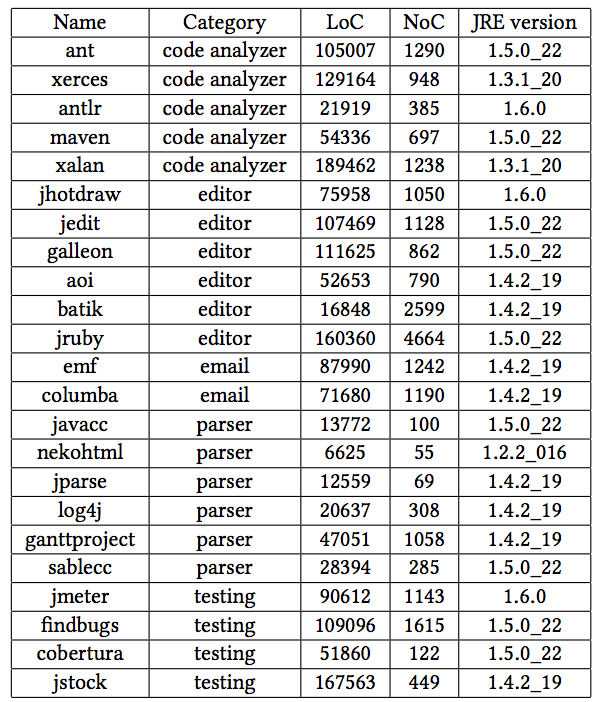 Name Category LoC NoC JRE version
ant code analyzer 105007 1290 1.5.0_22
xerces code analyzer 129164 948 1.3.1_20
antlr code analyzer 21919 385 1.6.0
maven code analyzer 54336 697 1.5.0_22
xalan code analyzer 189462 1238 1.3.1_20
jhotdraw editor 75958 1050 1.6.0
jedit editor 107469 1128 1.5.0_22
galleon editor 111625 862 1.5.0_22
aoi editor 52653 790 1.4.2_19
batik editor 16848 2599 1.4.2_19
jruby editor 160360 4664 1.5.0_22
emf email 87990 1242 1.4.2_19
columba email 71680 1190 1.4.2_19
javacc parser 13772 100 1.5.0_22
nekohtml parser 6625 55 1.2.2_016
jparse parser 12559 69 1.4.2_19
log4j parser 20637 308 1.4.2_19
ganttproject parser 47051 1058 1.4.2_19
sablecc parser 28394 285 1.5.0_22
jmeter testing 90612 1143 1.6.0
findbugs testing 109096 1615 1.5.0_22
cobertura testing 51860 122 1.5.0_22
jstock testing 167563 449 1.4.2_19